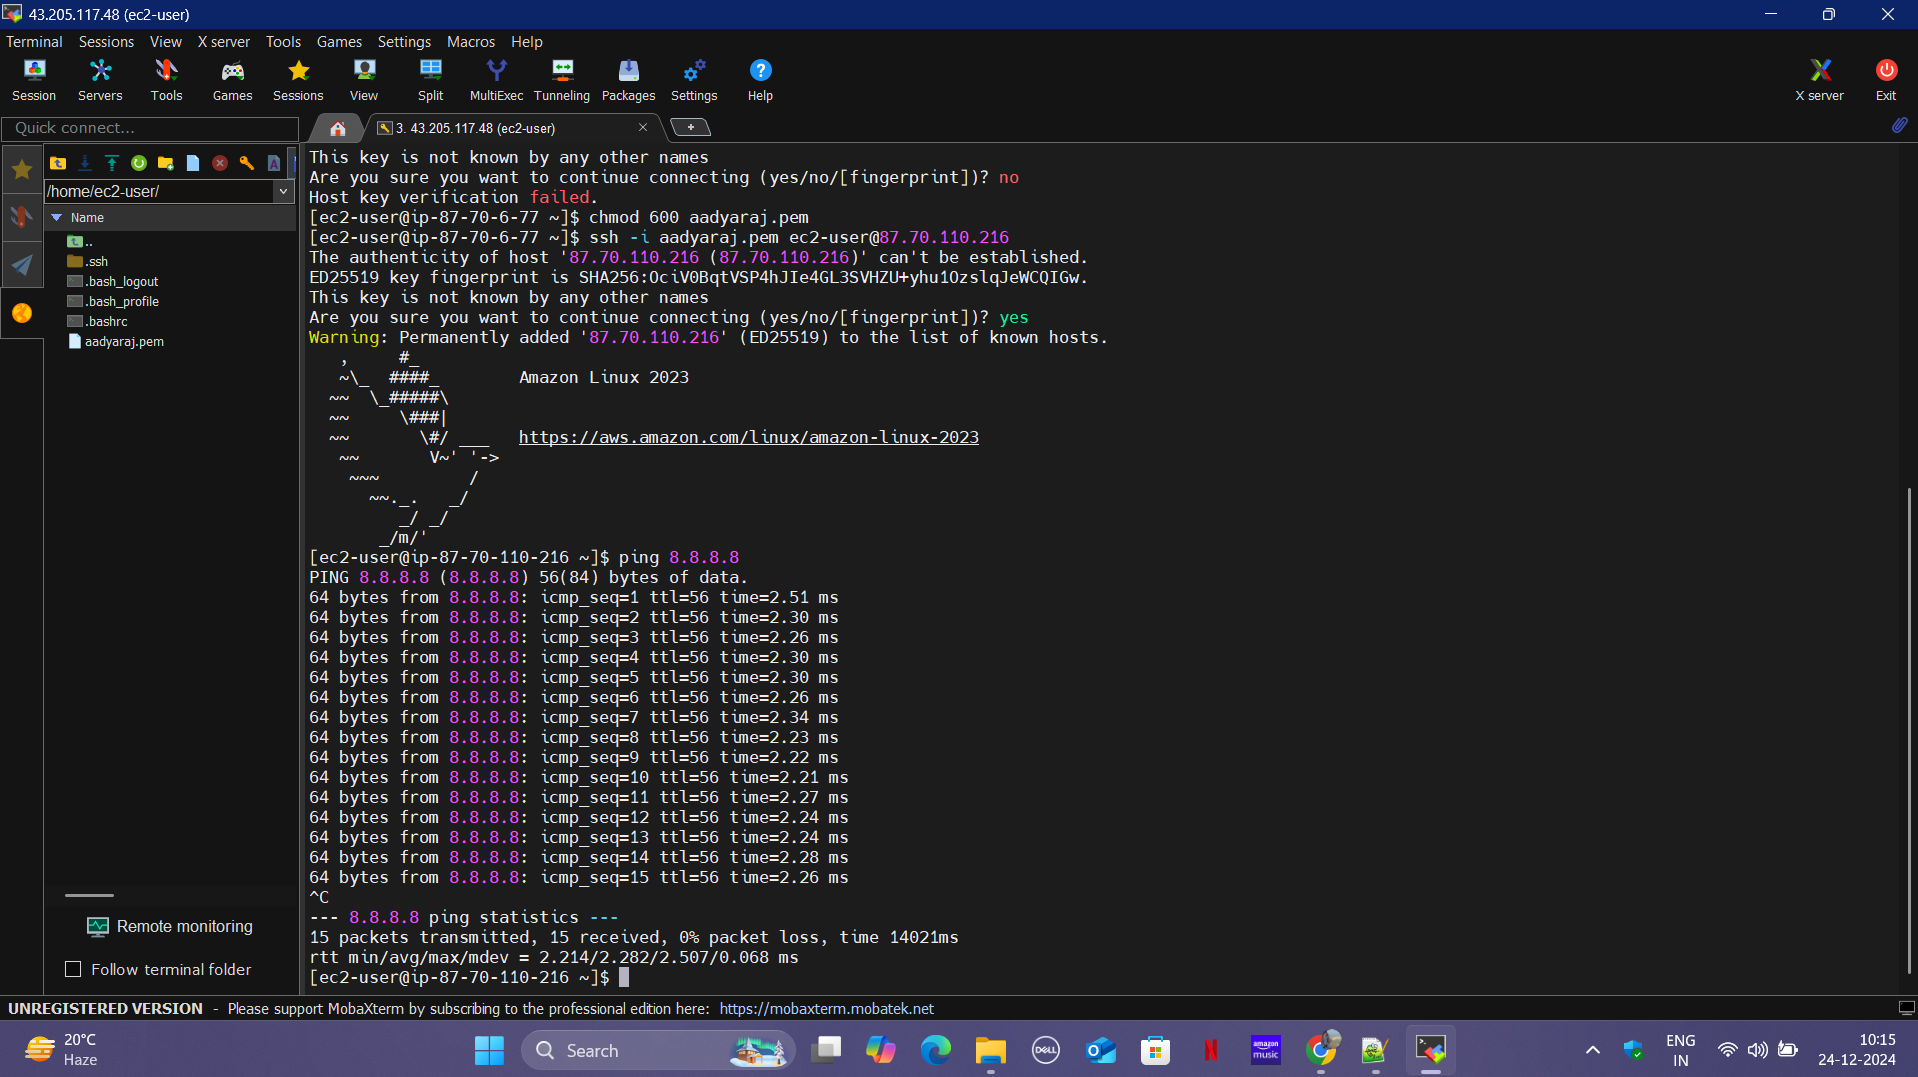 43.205.117.48 (ec2-user)
Terminal Sessions View X server Tools Games Settings Macros Help
Session Servers Tools Games Sessions View Split MultiExec Tunneling Packages Settings Help X server Exit
Quick connect...
3. 43.205.117.48 (ec2-user)
/home/ec2-user/
Name
..
.ssh
.bash_logout
.bash_profile
.bashrc
aadyaraj.pem
Remote monitoring
Follow terminal folder
This key is not known by any other names
Are you sure you want to continue connecting (yes/no/[fingerprint])? no
Host key verification failed.
[ec2-user@ip-87-70-6-77 ~]$ chmod 600 aadyaraj.pem
[ec2-user@ip-87-70-6-77 ~]$ ssh -i aadyaraj.pem ec2-user@87.70.110.216
The authenticity of host '87.70.110.216 (87.70.110.216)' can't be established.
ED25519 key fingerprint is SHA256:OciV0BqtVSP4hJIe4GL3SVHZU+yhu1OzslqJeWCQIGw.
This key is not known by any other names
Are you sure you want to continue connecting (yes/no/[fingerprint])? yes
Warning: Permanently added '87.70.110.216' (ED25519) to the list of known hosts.
   ,     #_
   ~\_  ####_        Amazon Linux 2023
  ~~  \_#####\
  ~~     \###|
  ~~       \#/ ___   https://aws.amazon.com/linux/amazon-linux-2023
   ~~       V~' '->
    ~~~         /
      ~~._.   _/
         _/ _/
       _/m/'
[ec2-user@ip-87-70-110-216 ~]$ ping 8.8.8.8
PING 8.8.8.8 (8.8.8.8) 56(84) bytes of data.
64 bytes from 8.8.8.8: icmp_seq=1 ttl=56 time=2.51 ms
64 bytes from 8.8.8.8: icmp_seq=2 ttl=56 time=2.30 ms
64 bytes from 8.8.8.8: icmp_seq=3 ttl=56 time=2.26 ms
64 bytes from 8.8.8.8: icmp_seq=4 ttl=56 time=2.30 ms
64 bytes from 8.8.8.8: icmp_seq=5 ttl=56 time=2.30 ms
64 bytes from 8.8.8.8: icmp_seq=6 ttl=56 time=2.26 ms
64 bytes from 8.8.8.8: icmp_seq=7 ttl=56 time=2.34 ms
64 bytes from 8.8.8.8: icmp_seq=8 ttl=56 time=2.23 ms
64 bytes from 8.8.8.8: icmp_seq=9 ttl=56 time=2.22 ms
64 bytes from 8.8.8.8: icmp_seq=10 ttl=56 time=2.21 ms
64 bytes from 8.8.8.8: icmp_seq=11 ttl=56 time=2.27 ms
64 bytes from 8.8.8.8: icmp_seq=12 ttl=56 time=2.24 ms
64 bytes from 8.8.8.8: icmp_seq=13 ttl=56 time=2.24 ms
64 bytes from 8.8.8.8: icmp_seq=14 ttl=56 time=2.28 ms
64 bytes from 8.8.8.8: icmp_seq=15 ttl=56 time=2.26 ms
^C
--- 8.8.8.8 ping statistics ---
15 packets transmitted, 15 received, 0% packet loss, time 14021ms
rtt min/avg/max/mdev = 2.214/2.282/2.507/0.068 ms
[ec2-user@ip-87-70-110-216 ~]$
UNREGISTERED VERSION - Please support MobaXterm by subscribing to the professional edition here: https://mobaxterm.mobatek.net
20°C
Haze
Search
DELL
amazon music
ENG
IN
10:15
24-12-2024